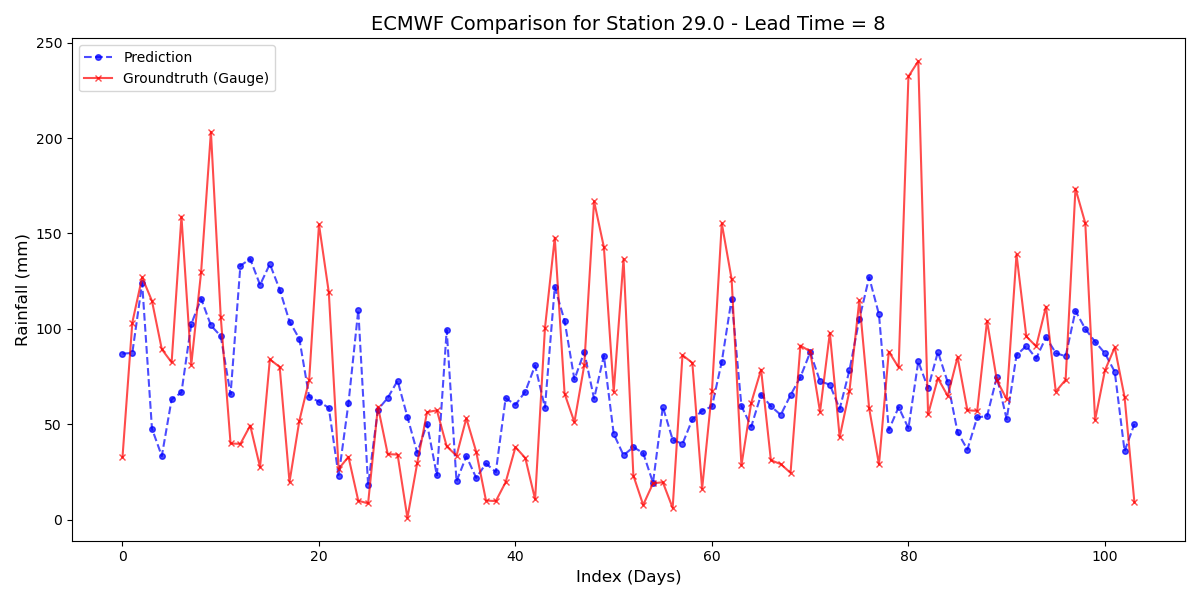 ECMWF Comparison for Station 29.0 - Lead Time = 8
Prediction
Groundtruth (Gauge)
Rainfall (mm)
250
200
150
100
50
0
0 20 40 60 80 100
Index (Days)